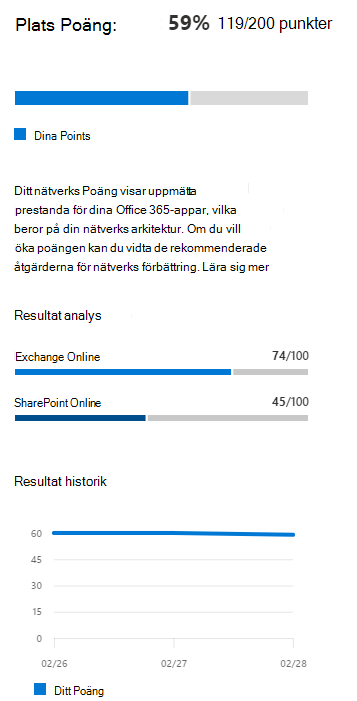 Plats Poäng: 59% 119/200 punkter
Dina Points
Ditt nätverks Poäng visar uppmätta
prestanda för dina Office 365-appar, vilka
beror på din nätverks arkitektur. Om du vill
öka poängen kan du vidta de rekommenderade
åtgärderna för nätverks förbättring. Lära sig mer
Resultat analys
Exchange Online 74/100
SharePoint Online 45/100
Resultat historik
60
45
30
15
0
02/26 02/27 02/28
Ditt Poäng